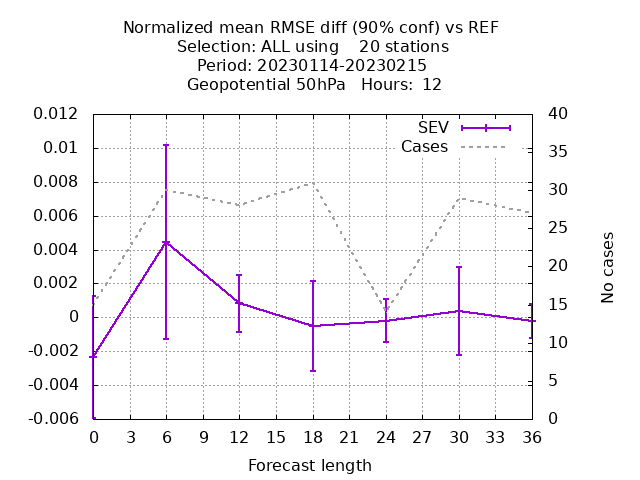 Normalized mean RMSE diff (90% conf) vs REF
Selection: ALL using    20 stations
Period: 20230114-20230215
Geopotential 50hPa   Hours:  12
SEV
Cases
0.012
0.01
0.008
0.006
0.004
0.002
0
-0.002
-0.004
-0.006
40
35
30
25
20
15
10
5
0
No cases
0 3 6 9 12 15 18 21 24 27 30 33 36
Forecast length